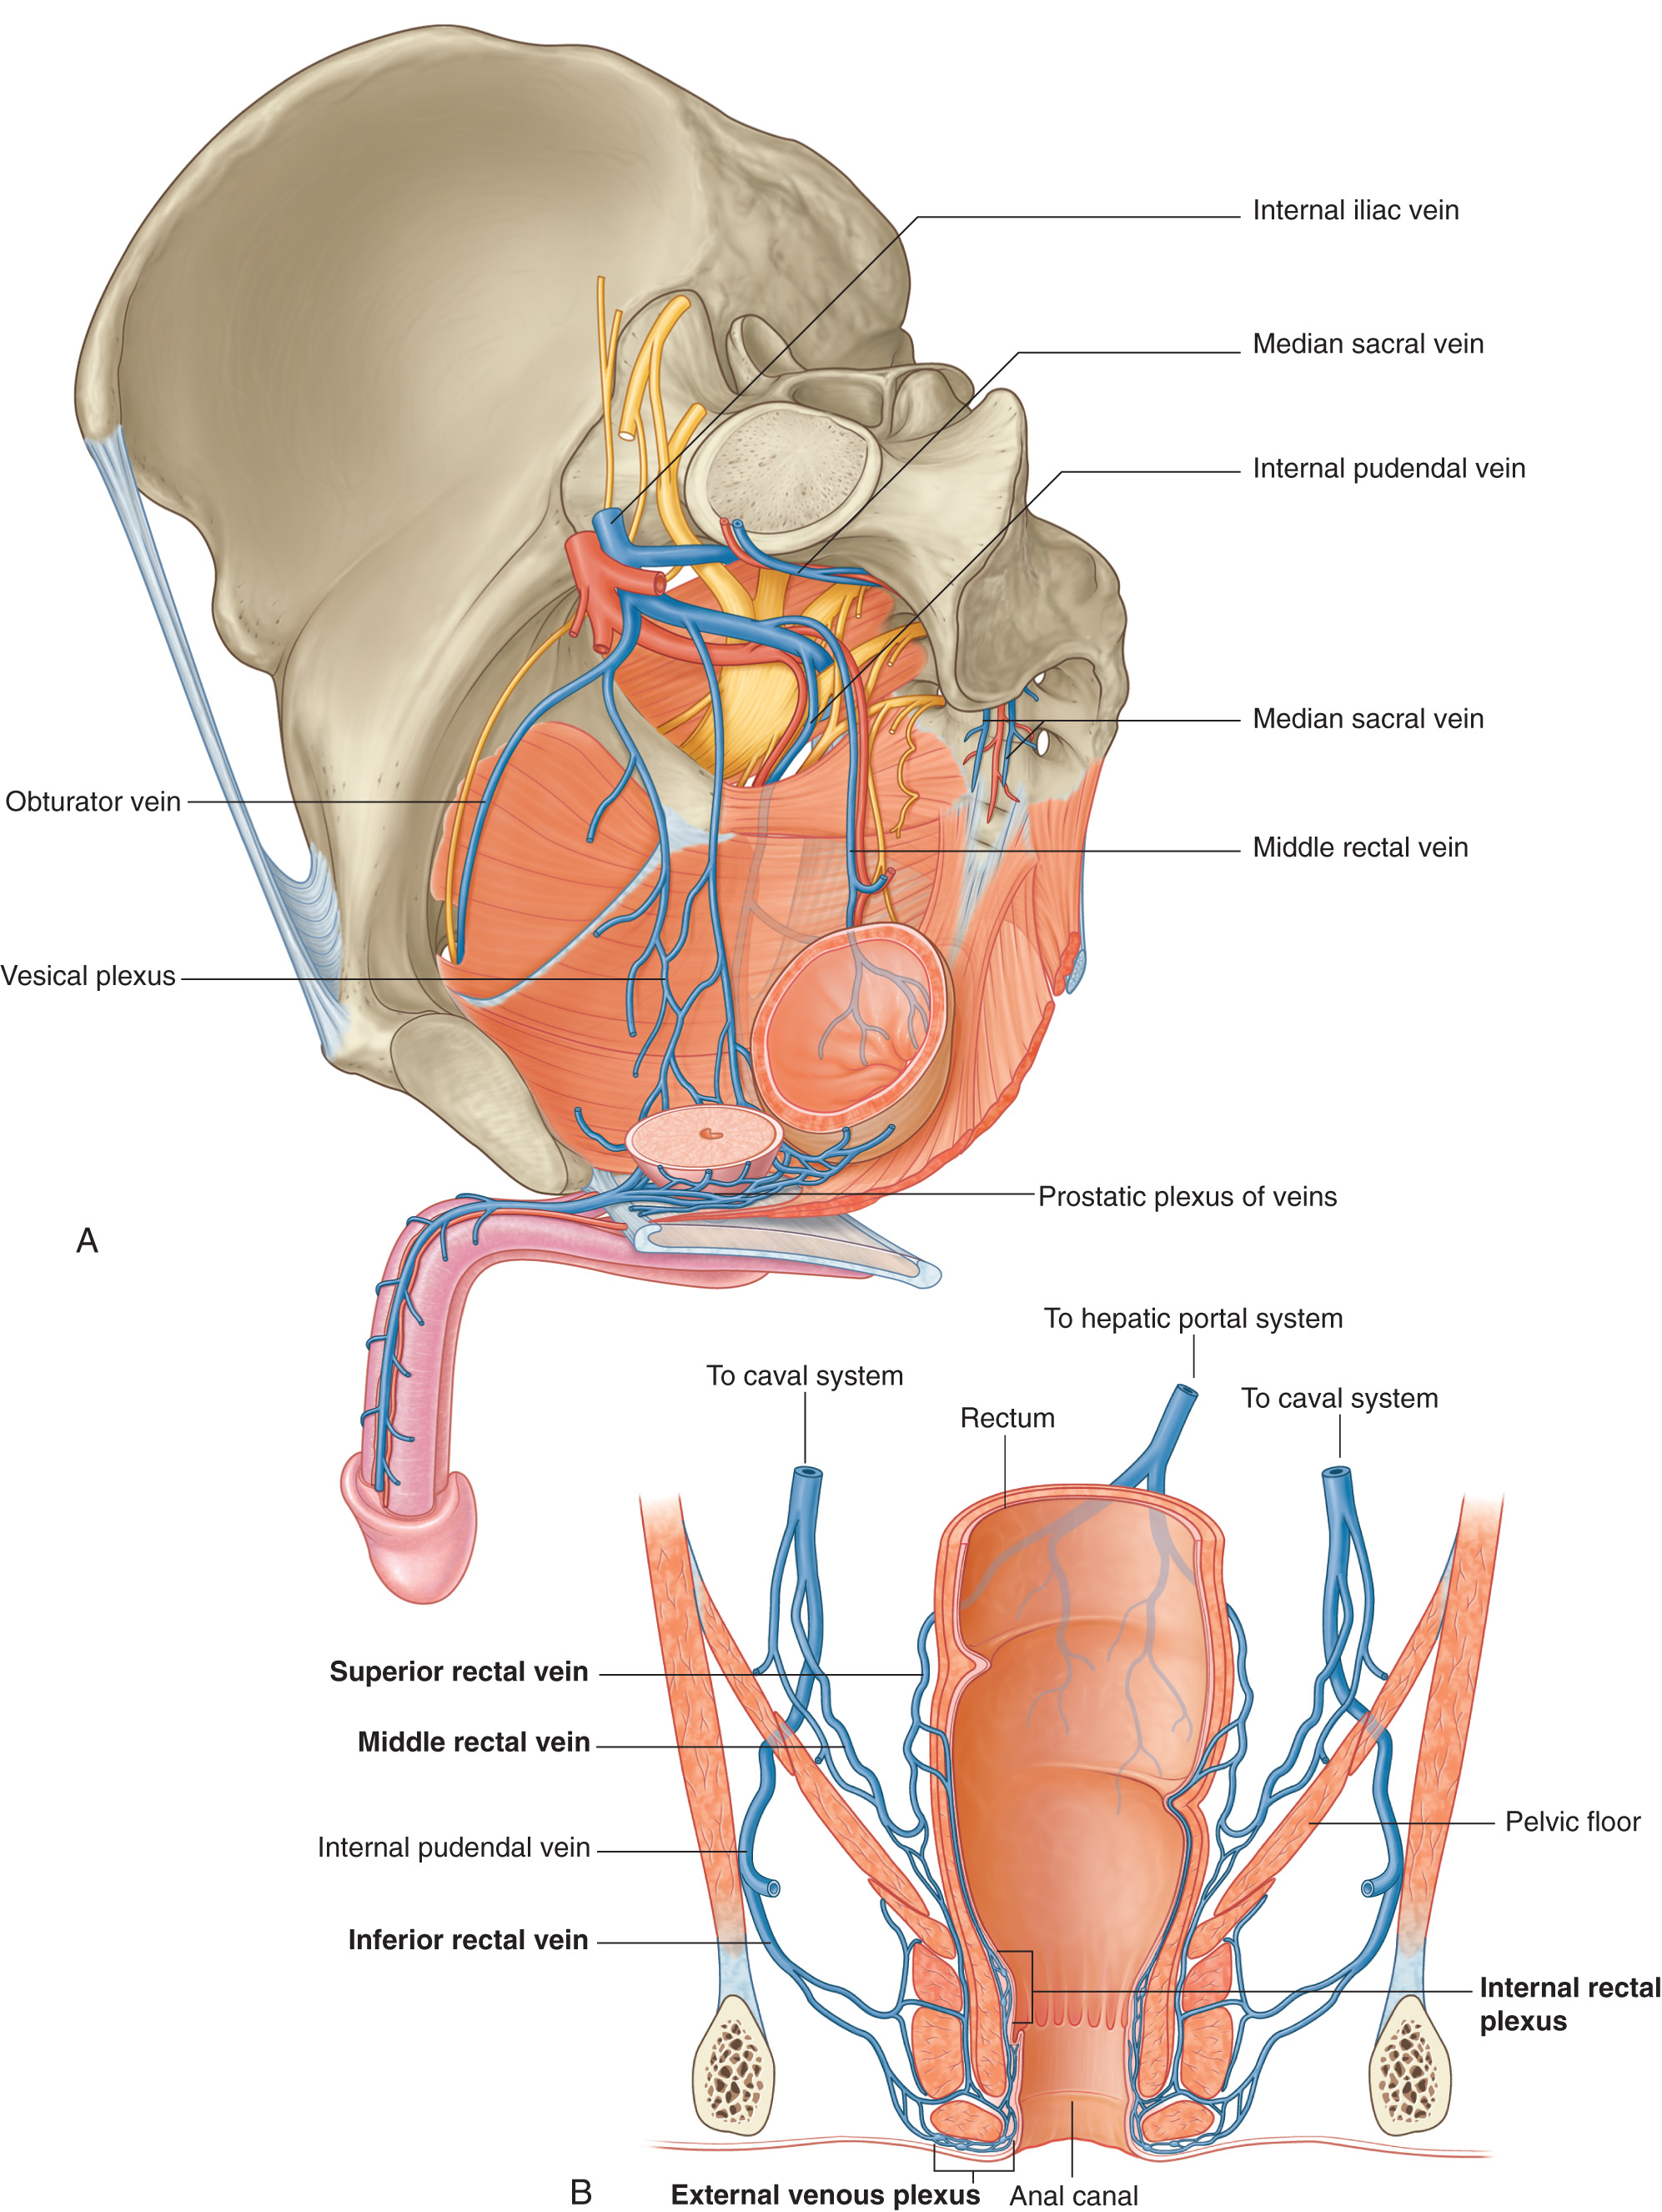 Internal iliac vein
Median sacral vein
Internal pudendal vein
Median sacral vein
Obturator vein
Middle rectal vein
Vesical plexus
Prostatic plexus of veins
A
To hepatic portal system
To caval system
To caval system
Rectum
Superior rectal vein
Middle rectal vein
Pelvic floor
Internal pudendal vein
Inferior rectal vein
Internal rectal
plexus
B
External venous plexus
Anal canal